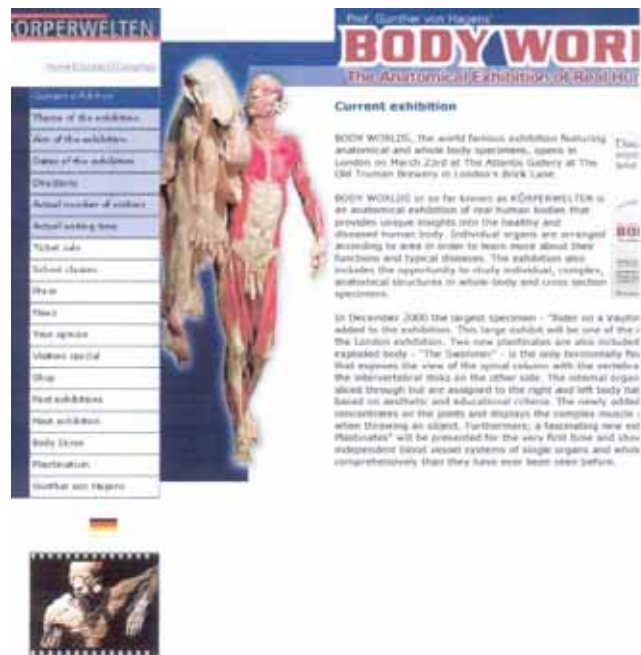 KÖRPERWELTEN
Current exhibition
Theme of the exhibition
Aim of the exhibition
Dates of the exhibition
Directions
Actual number of visitors
Actual waiting time
Ticket sale
School classes
Press
News
Your opinion
Visitors special
Shop
Past exhibitions
Next exhibition
Body Donor
Plastination
Gunther von Hagens
Prof. Gunther von Hagens'
BODY WORL
The Anatomical Exhibition of Real Hu
Current exhibition
BODY WORLDS, the world famous exhibition featuring
anatomical and whole body specimens, opens in
London on March 23rd at The Atlantis Gallery at The
Old Truman Brewery in London's Brick Lane.
BODY WORLDS or so far known as KÖRPERWELTEN is
an anatomical exhibition of real human bodies that
provides unique insights into the healthy and
diseased human body. Individual organs are arranged
according to area in order to learn more about their
functions and typical diseases. The exhibition also
includes the opportunity to study individual, complex,
anatomical structures in whole-body and cross section
specimens.
In December 2000 the largest specimen - "Rider on a Vaultin
added to the exhibition. This large exhibit will be one of the
the London exhibition. Two new plastinates are also included
exploded body - "The Swimmer" - is the only horizontally
that exposes the view of the spinal column with the vertebra
the intervertebral disks on the other side. The internal organ
sliced through but are assigned to the right and left body
based on aesthetic and educational criteria. The newly added
concentrates on the joints and displays the complex muscle
when throwing an object. Furthermore, a fascinating new
Plastinates" will be presented for the very first time and
independent blood vessel systems of single organs and whole
comprehensively than they have ever been seen before.